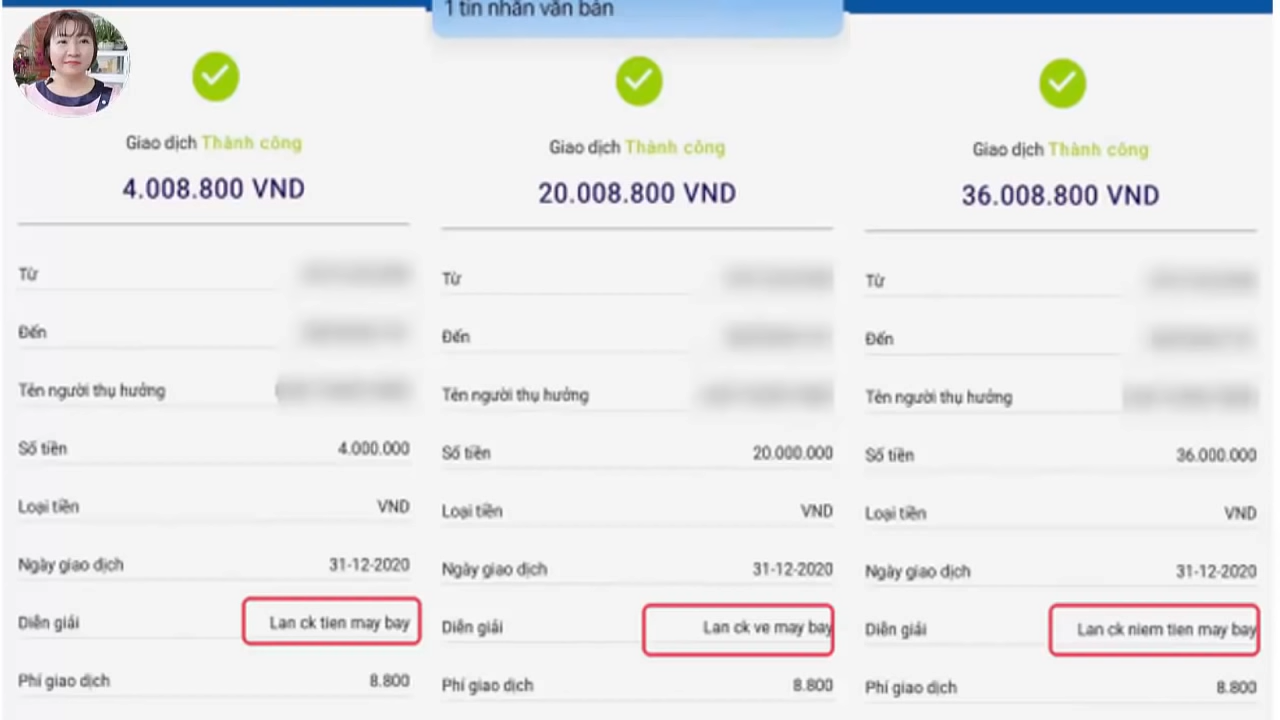 Giao dịch Thành công
4.008.800 VND
Từ
Đến
Tên người thụ hưởng
Số tiền 4.000.000
Loại tiền VND
Ngày giao dịch 31-12-2020
Diễn giải Lan ck tien may bay
Phí giao dịch 8.800
1 tin nhắn văn bản
Giao dịch Thành công
20.008.800 VND
Từ
Đến
Tên người thụ hưởng
Số tiền 20.000.000
Loại tiền VND
Ngày giao dịch 31-12-2020
Diễn giải Lan ck ve may bay
Phí giao dịch 8.800
Giao dịch Thành công
36.008.800 VND
Từ
Đến
Tên người thụ hưởng
Số tiền 36.000.000
Loại tiền VND
Ngày giao dịch 31-12-2020
Diễn giải Lan ck niem tien may bay
Phí giao dịch 8.800